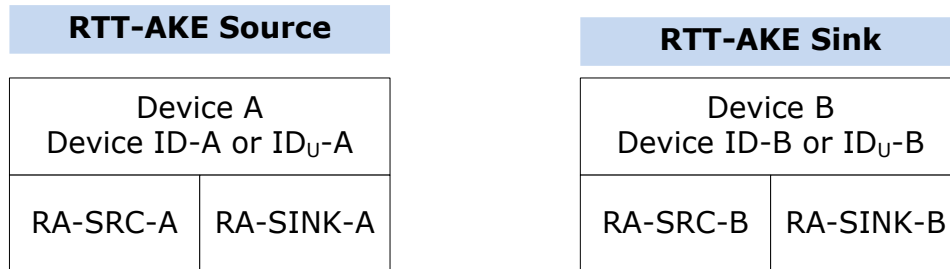 RTT-AKE Source
RTT-AKE Sink
Device A
Device ID-A or IDU-A
Device B
Device ID-B or IDU-B
RA-SRC-A
RA-SINK-A
RA-SRC-B
RA-SINK-B